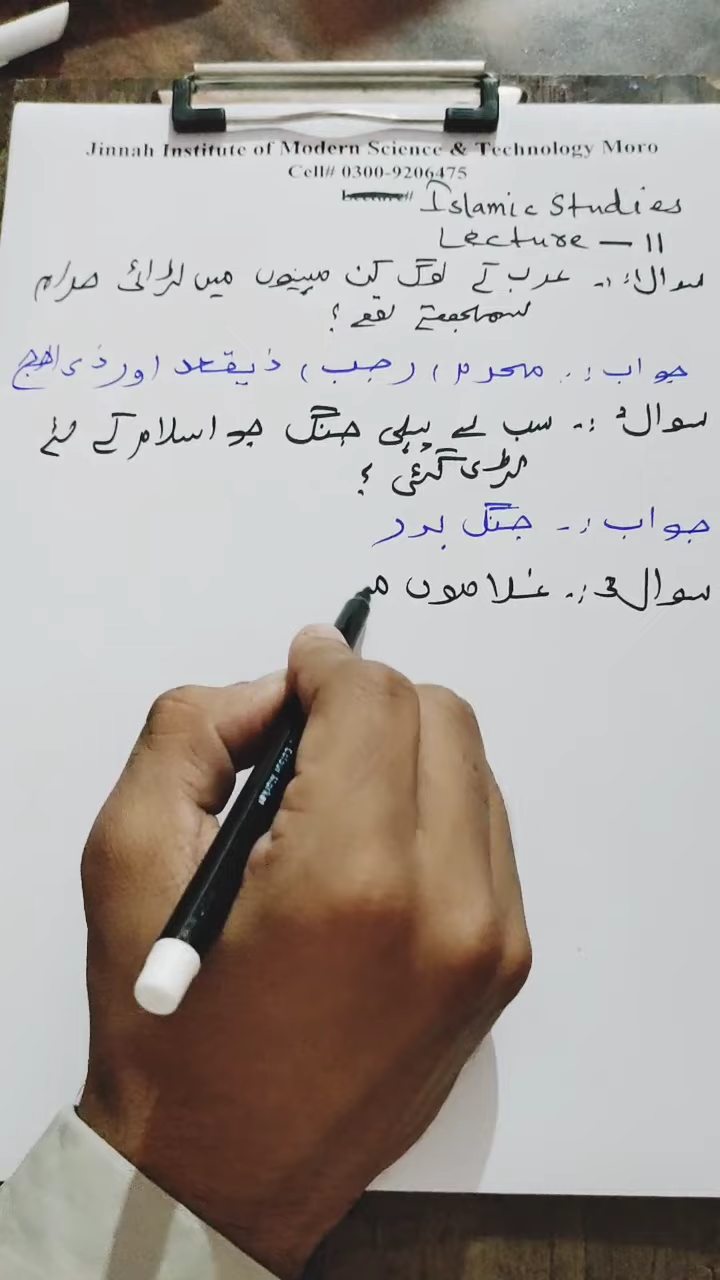 Jinnah Institute of Modern Science & Technology Moro
Cell# 0300-9206475
Islamic Studies
Lecture - 11
سوال1:۔ عرب کے لوگ کن مہینوں میں لڑائی حرام
سمجھتے تھے؟
جواب:۔ محرم، رجب، ذیقعد اور ذی الحج
سوال2:۔ سب سے پہلی جنگ جو اسلام کے لئے
لڑی گئی؟
جواب:۔ جنگ بدر
سوال3:۔ غلاموں م